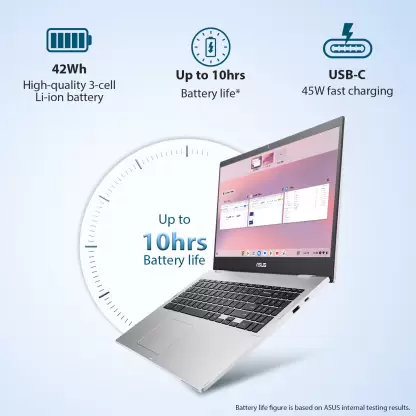 42Wh
High-quality 3-cell
Li-ion battery
Up to 10hrs
Battery life*
USB-C
45W fast charging
Up to
10hrs
Battery life
ASUS
Battery life figure is based on ASUS internal testing results.